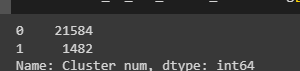 0    21584
1     1482
Name: Cluster num, dtype: int64